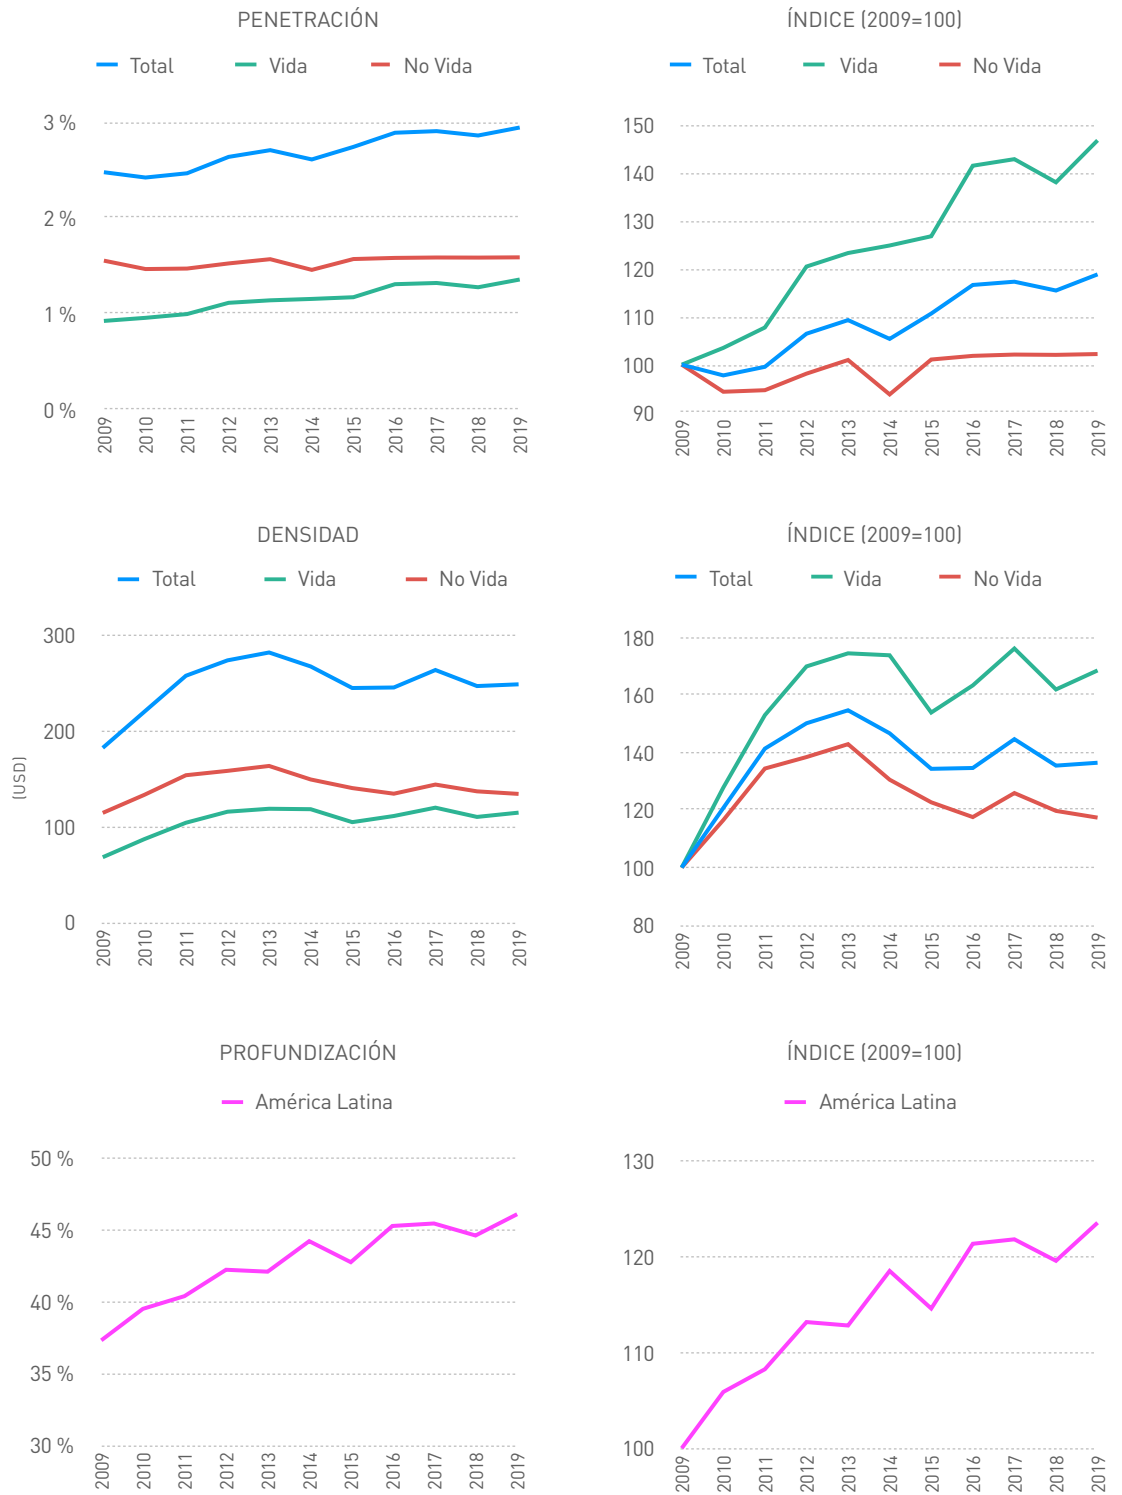 PENETRACIÓN
Total Vida No Vida
3 %
2 %
1 %
0 %
2009 2010 2011 2012 2013 2014 2015 2016 2017 2018 2019
ÍNDICE (2009=100)
Total Vida No Vida
150
140
130
120
110
100
90
2009 2010 2011 2012 2013 2014 2015 2016 2017 2018 2019
DENSIDAD
Total Vida No Vida
(USD)
300
200
100
0
2009 2010 2011 2012 2013 2014 2015 2016 2017 2018 2019
ÍNDICE (2009=100)
Total Vida No Vida
180
160
140
120
100
80
2009 2010 2011 2012 2013 2014 2015 2016 2017 2018 2019
PROFUNDIZACIÓN
América Latina
50 %
45 %
40 %
35 %
30 %
2009 2010 2011 2012 2013 2014 2015 2016 2017 2018 2019
ÍNDICE (2009=100)
América Latina
130
120
110
100
2009 2010 2011 2012 2013 2014 2015 2016 2017 2018 2019